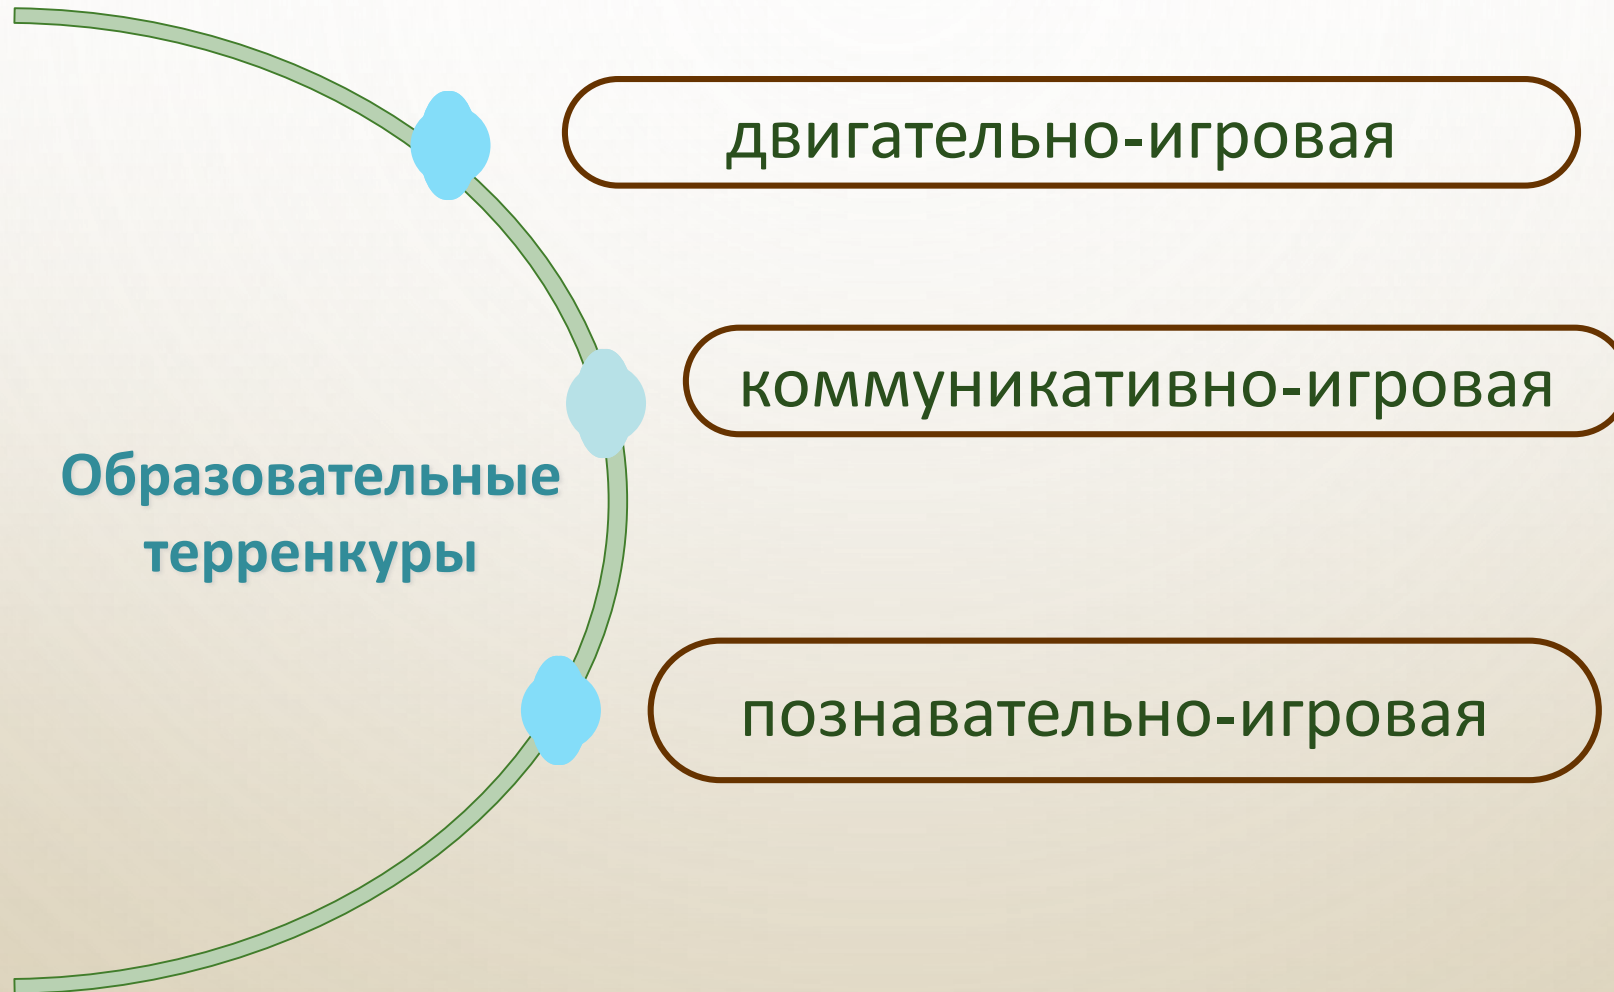 двигательно-игровая
коммуникативно-игровая
Образовательные
терренкуры
познавательно-игровая